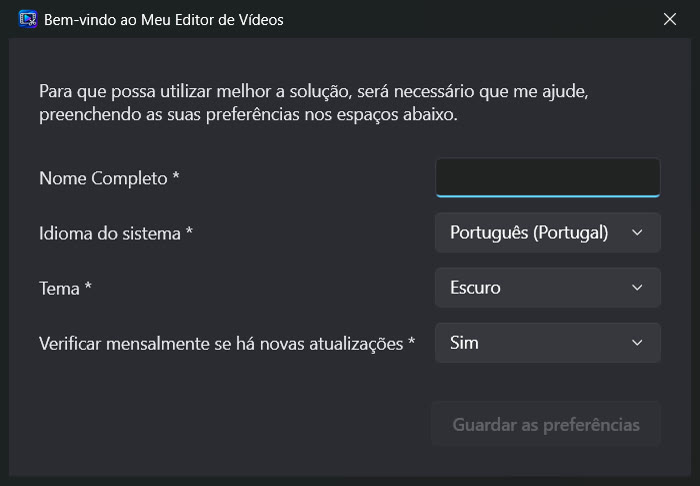 Bem-vindo ao Meu Editor de Vídeos
Para que possa utilizar melhor a solução, será necessário que me ajude,
preenchendo as suas preferências nos espaços abaixo.
Nome Completo *
Idioma do sistema * Português (Portugal)
Tema * Escuro
Verificar mensalmente se há novas atualizações * Sim
Guardar as preferências